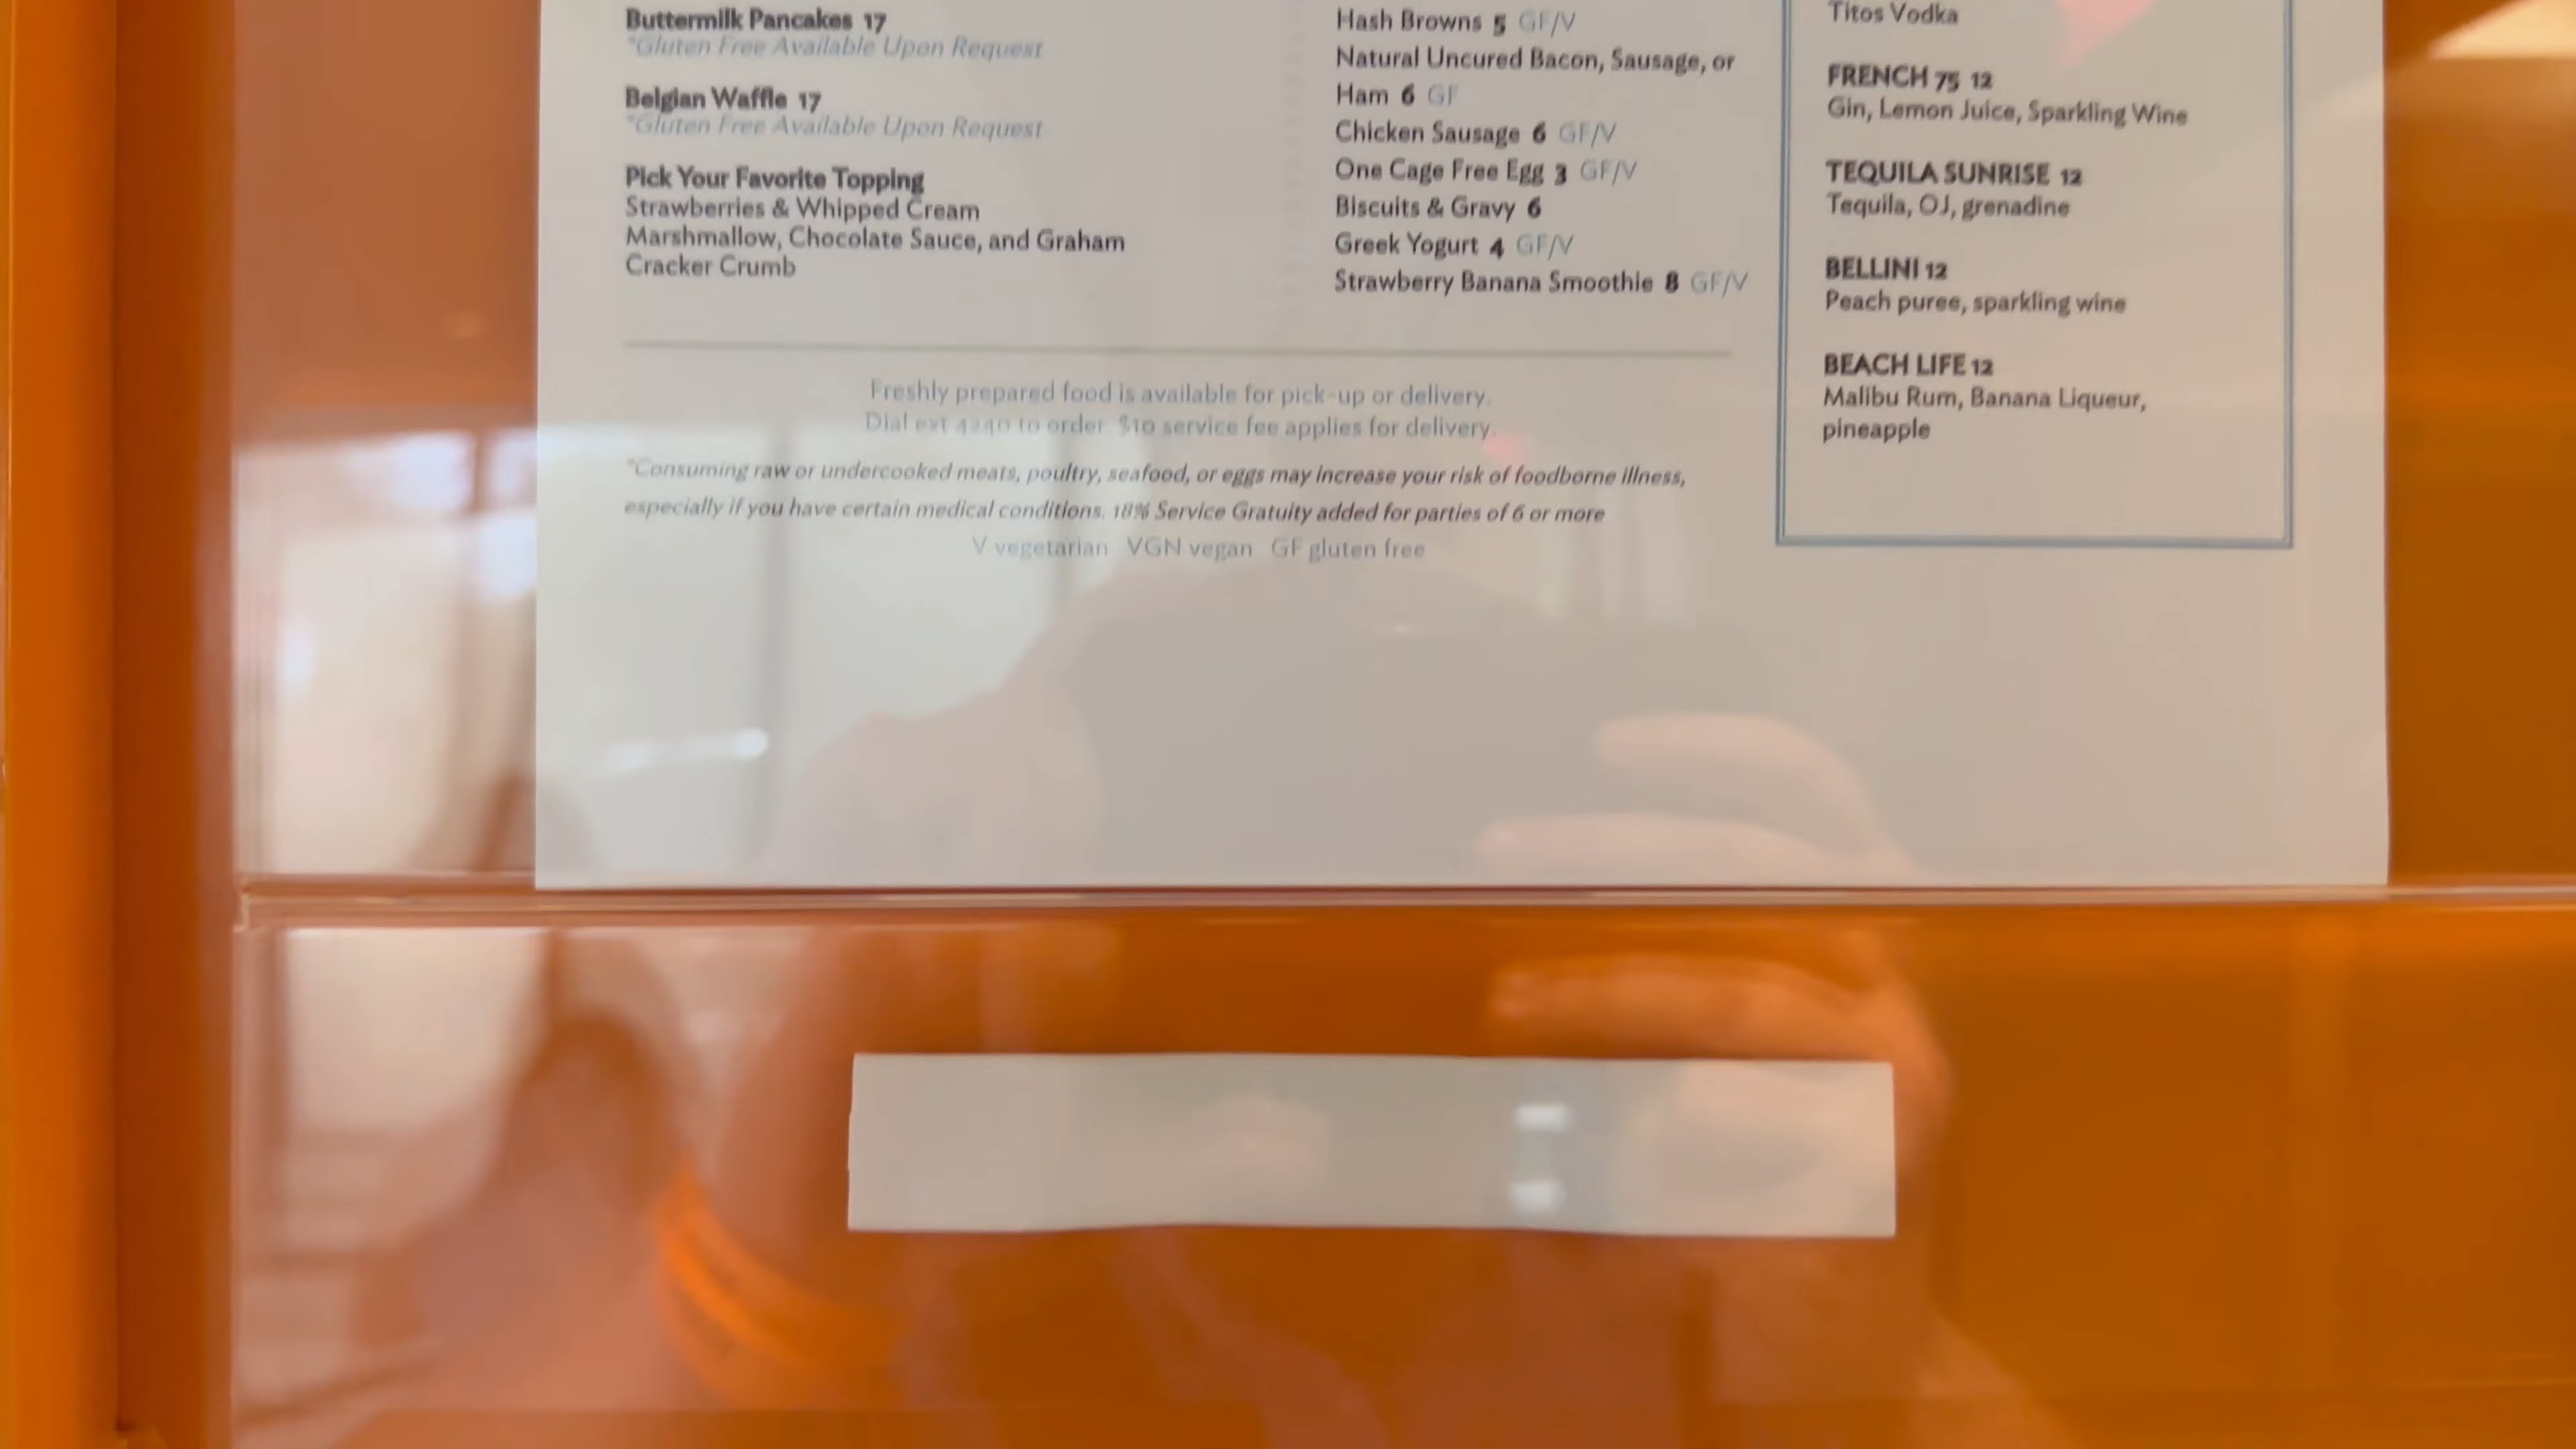 Buttermilk Pancakes 17
*Gluten Free Available Upon Request
Belgian Waffle 17
*Gluten Free Available Upon Request
Pick Your Favorite Topping
Strawberries & Whipped Cream
Marshmallow, Chocolate Sauce, and Graham
Cracker Crumb
Hash Browns 5 GF/V
Natural Uncured Bacon, Sausage, or
Ham 6 GF
Chicken Sausage 6 GF/V
One Cage Free Egg 3 GF/V
Biscuits & Gravy 6
Greek Yogurt 4 GF/V
Strawberry Banana Smoothie 8 GF/V
Titos Vodka
FRENCH 75 12
Gin, Lemon Juice, Sparkling Wine
TEQUILA SUNRISE 12
Tequila, OJ, grenadine
BELLINI 12
Peach puree, sparkling wine
BEACH LIFE 12
Malibu Rum, Banana Liqueur,
pineapple
Freshly prepared food is available for pick-up or delivery.
Dial ext 4240 to order. $10 service fee applies for delivery.
*Consuming raw or undercooked meats, poultry, seafood, or eggs may increase your risk of foodborne illness,
especially if you have certain medical conditions. 18% Service Gratuity added for parties of 6 or more
V vegetarian VGN vegan GF gluten free